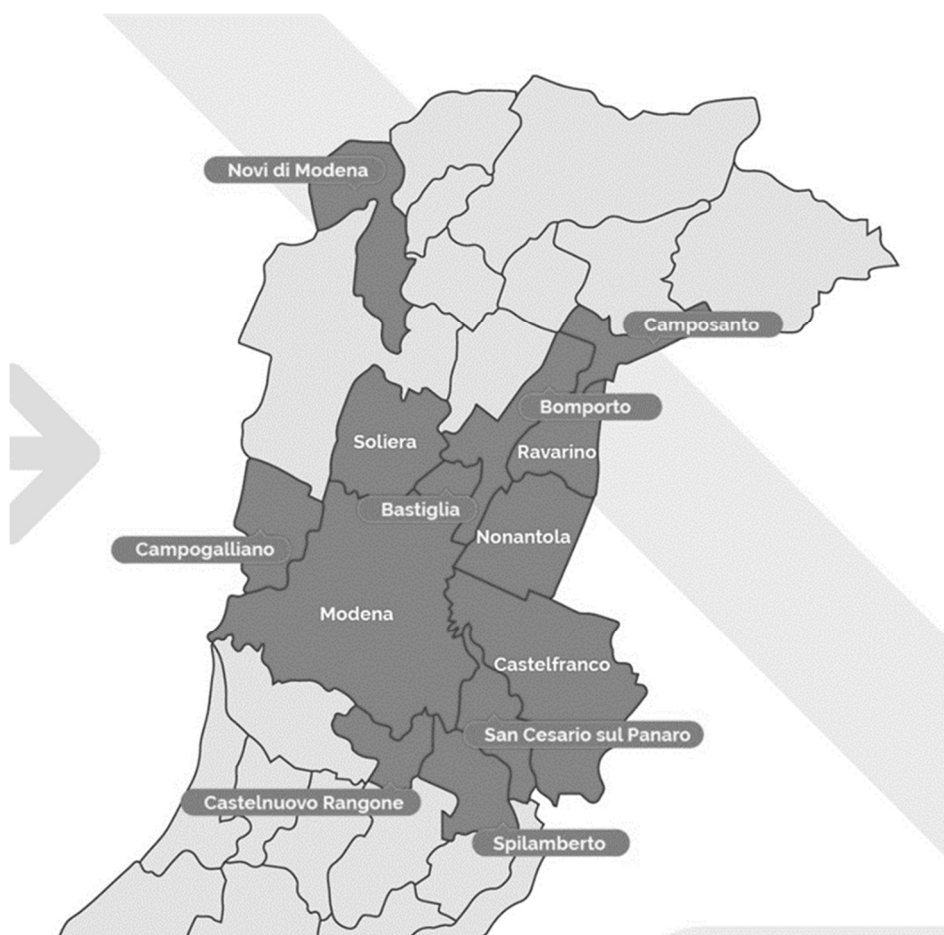 Novi di Modena
Camposanto
Bomporto
Soliera
Ravarino
Bastiglia
Nonantola
Campogalliano
Modena
Castelfranco
San Cesario sul Panaro
Castelnuovo Rangone
Spilamberto